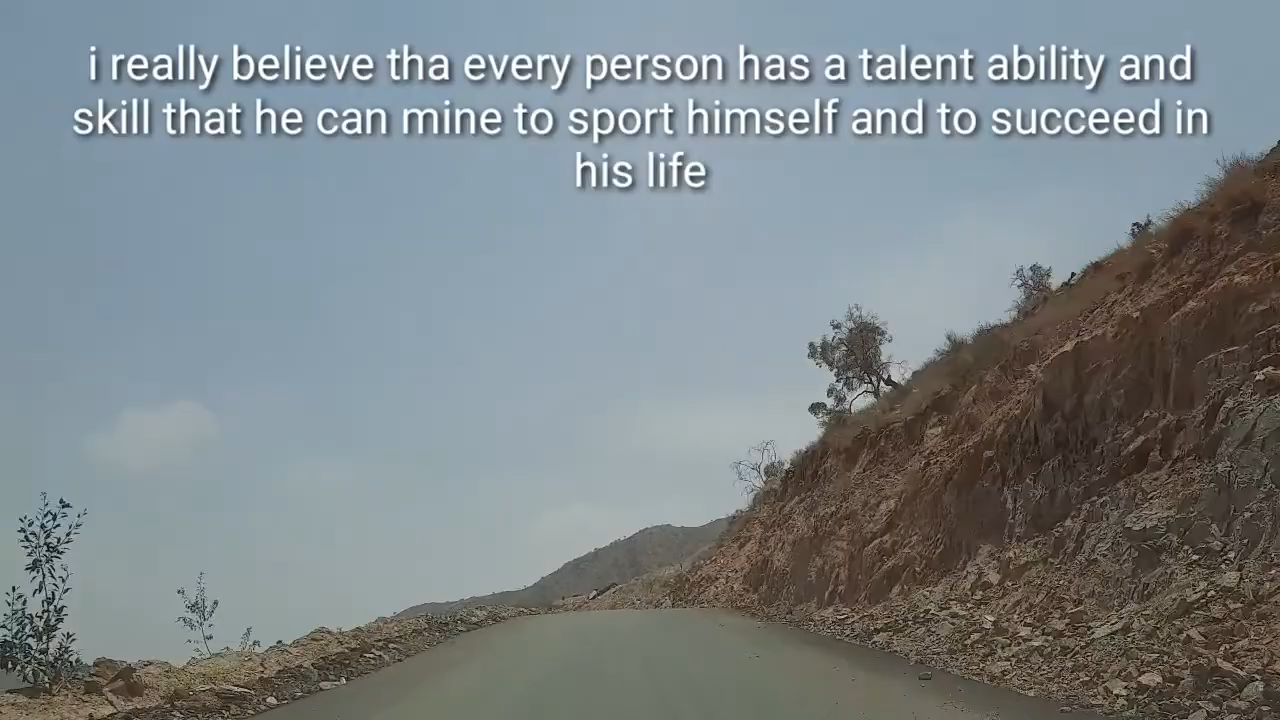 i really believe tha every person has a talent ability and
skill that he can mine to sport himself and to succeed in
his life